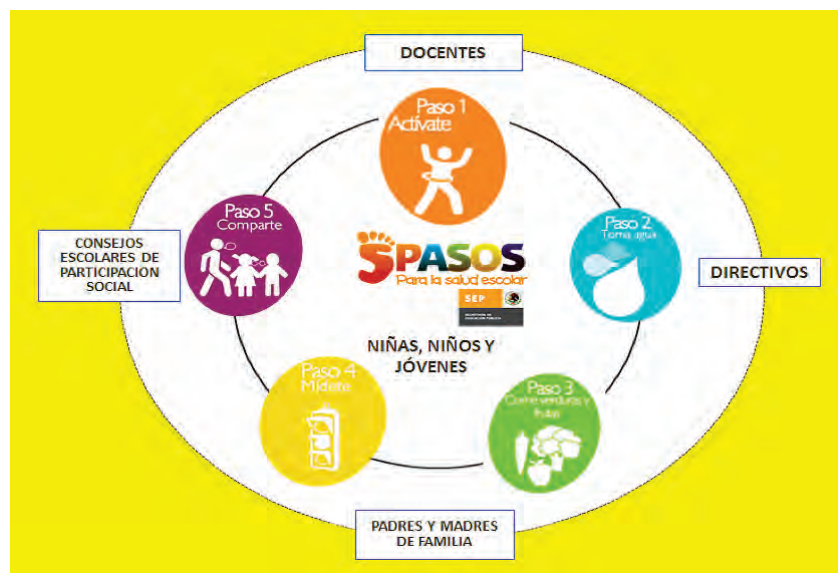 DOCENTES
Paso 1
Actívate
Paso 5
Comparte
Paso 2
Toma agua
CONSEJOS
ESCOLARES DE
PARTICIPACION
SOCIAL
5PASOS
Para la salud escolar
SEP
DIRECTIVOS
NIÑAS, NIÑOS Y
JÓVENES
Paso 4
Mídete
Paso 3
Come verduras y
frutas
PADRES Y MADRES
DE FAMILIA